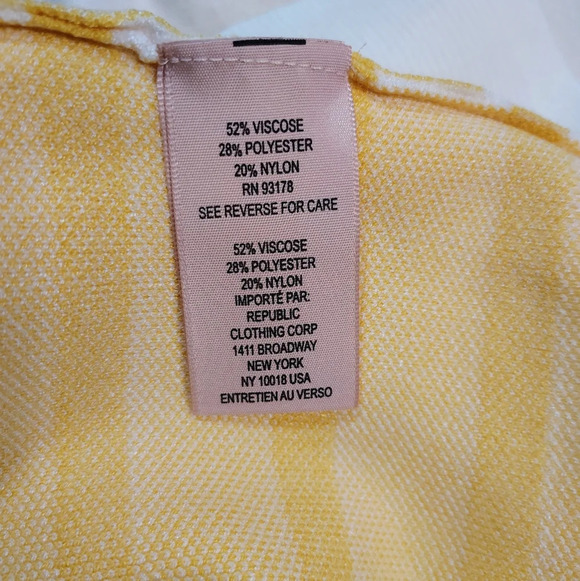 52% VISCOSE
28% POLYESTER
20% NYLON
RN 93178
SEE REVERSE FOR CARE
52% VISCOSE
28% POLYESTER
20% NYLON
IMPORTÉ PAR:
REPUBLIC
CLOTHING CORP
1411 BROADWAY
NEW YORK
NY 10018 USA
ENTRETIEN AU VERSO